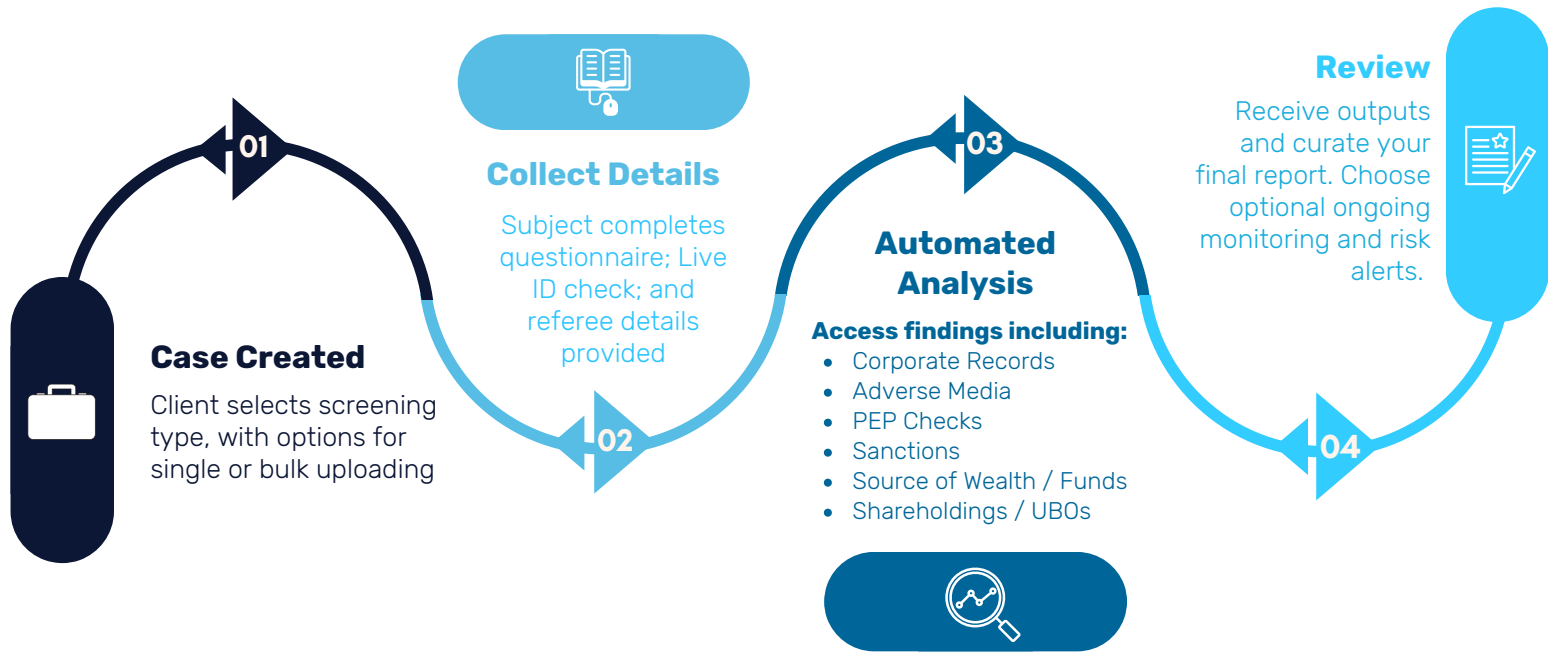 01
Case Created
Client selects screening
type, with options for
single or bulk uploading
Collect Details
Subject completes
questionnaire; Live
ID check; and
referee details
provided
02
03
Automated
Analysis
Access findings including:
• Corporate Records
• Adverse Media
• PEP Checks
• Sanctions
• Source of Wealth / Funds
• Shareholdings / UBOs
Review
Receive outputs
and curate your
final report. Choose
optional ongoing
monitoring and risk
alerts.
04